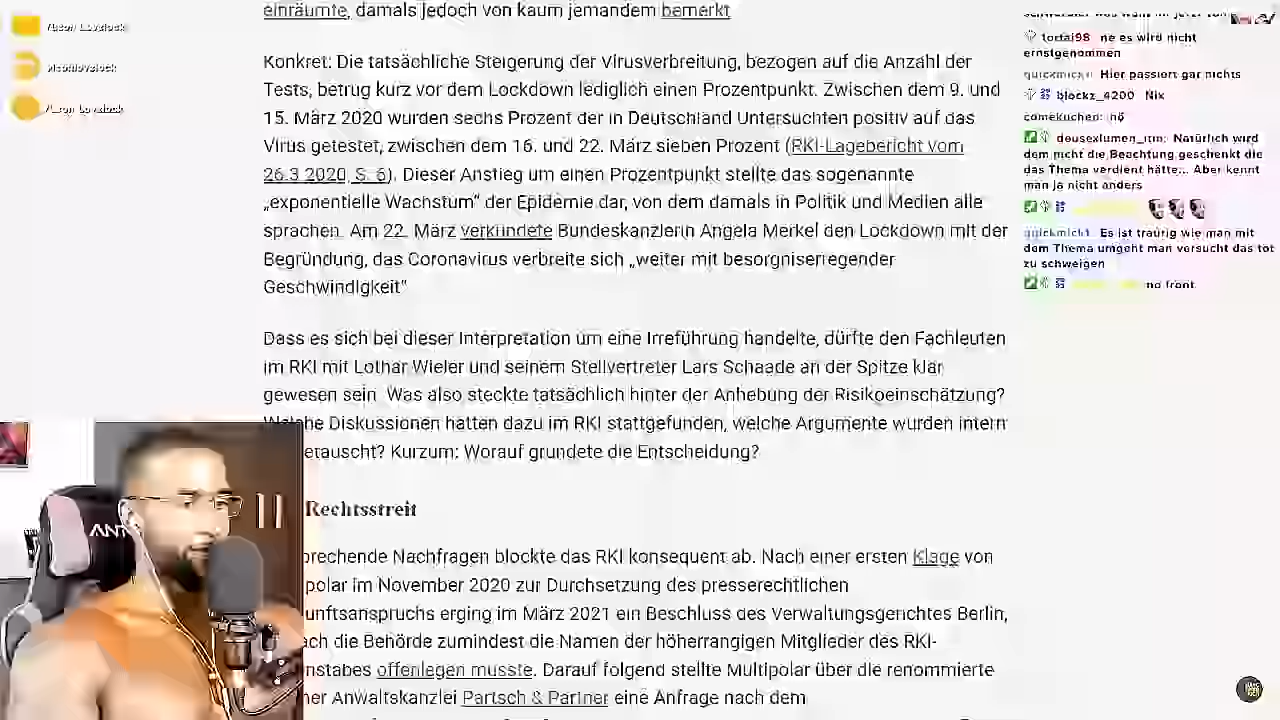 einräumte, damals jedoch von kaum jemandem bemerkt
Konkret: Die tatsächliche Steigerung der Virusverbreitung, bezogen auf die Anzahl der
Tests, betrug kurz vor dem Lockdown lediglich einen Prozentpunkt. Zwischen dem 9. und
15. März 2020 wurden sechs Prozent der in Deutschland Untersuchten positiv auf das
Virus getestet, zwischen dem 16. und 22. März sieben Prozent (RKI-Lagebericht vom
26.3 2020, S. 6). Dieser Anstieg um einen Prozentpunkt stellte das sogenannte
„exponentielle Wachstum“ der Epidemie dar, von dem damals in Politik und Medien alle
sprachen. Am 22. März verkündete Bundeskanzlerin Angela Merkel den Lockdown mit der
Begründung, das Coronavirus verbreite sich „weiter mit besorgniserregender
Geschwindigkeit“
Dass es sich bei dieser Interpretation um eine Irreführung handelte, dürfte den Fachleuten
im RKI mit Lothar Wieler und seinem Stellvertreter Lars Schaade an der Spitze klar
gewesen sein. Was also steckte tatsächlich hinter der Anhebung der Risikoeinschätzung?
Welche Diskussionen hatten dazu im RKI stattgefunden, welche Argumente wurden intern
etauscht? Kurzum: Worauf gründete die Entscheidung?
Rechtsstreit
prechende Nachfragen blockte das RKI konsequent ab. Nach einer ersten Klage von
polar im November 2020 zur Durchsetzung des presserechtlichen
unftsanspruchs erging im März 2021 ein Beschluss des Verwaltungsgerichtes Berlin,
ach die Behörde zumindest die Namen der höherrangigen Mitglieder des RKI-
nstabes offenlegen musste. Darauf folgend stellte Multipolar über die renommierte
ner Anwaltskanzlei Partsch & Partner eine Anfrage nach dem
ne es wird nicht
ernstgenommen
Hier passiert gar nichts
blockz_4200 Nix
nö
Natürlich wird
dem nicht die Beachtung geschenkt die
das Thema verdient hätte... Aber kennt
man ja nicht anders
Es ist traurig wie man mit
dem Thema umgeht man versucht das tot
zu schweigen
no front